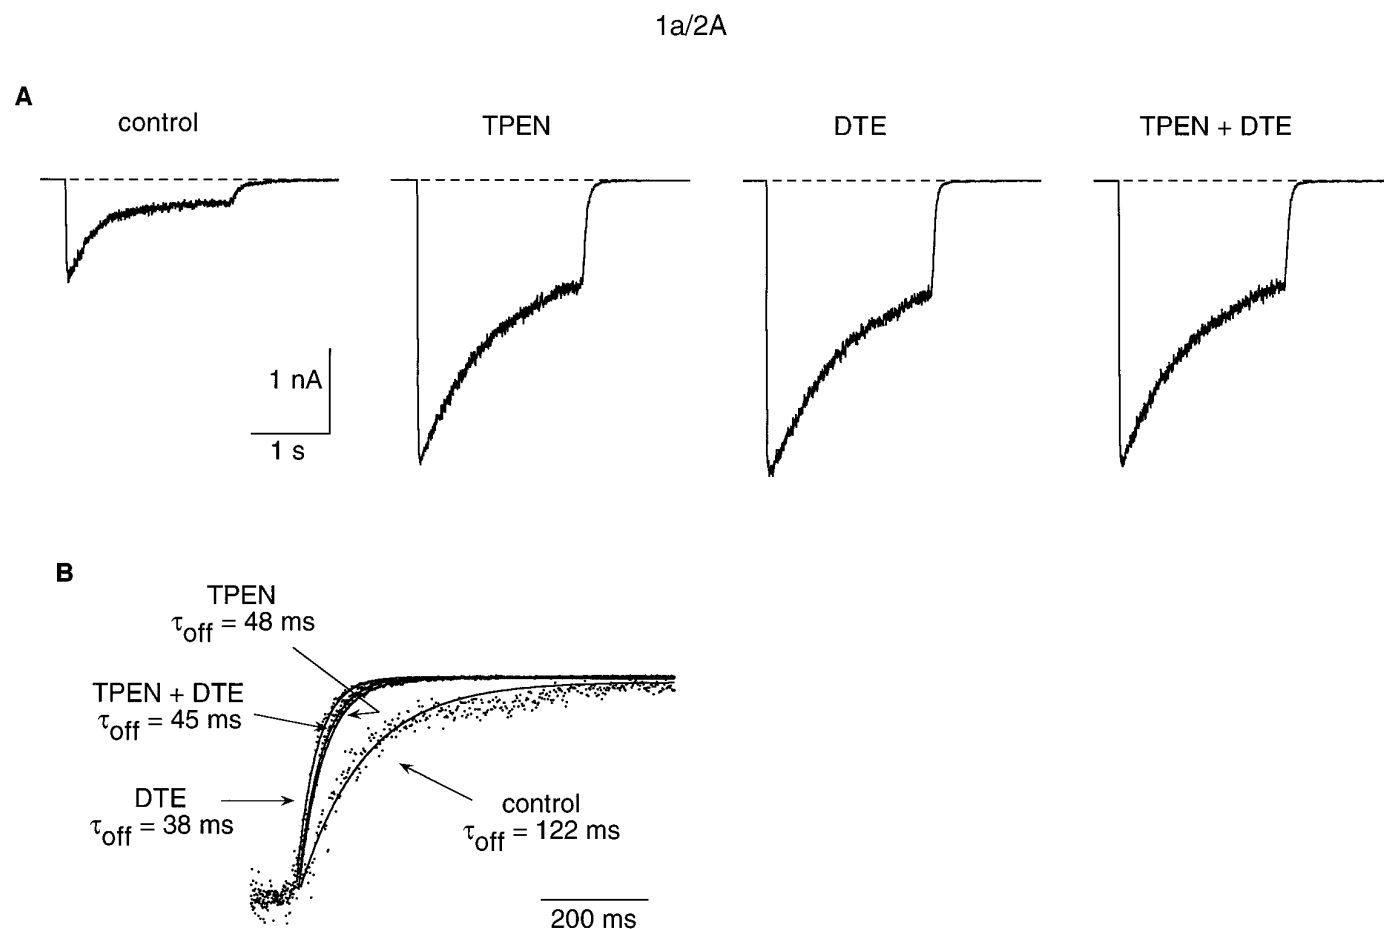 1a/2A
A
control
TPEN
DTE
TPEN + DTE
1 nA
1 s
B
TPEN
τoff = 48 ms
TPEN + DTE
τoff = 45 ms
DTE
τoff = 38 ms
control
τoff = 122 ms
200 ms